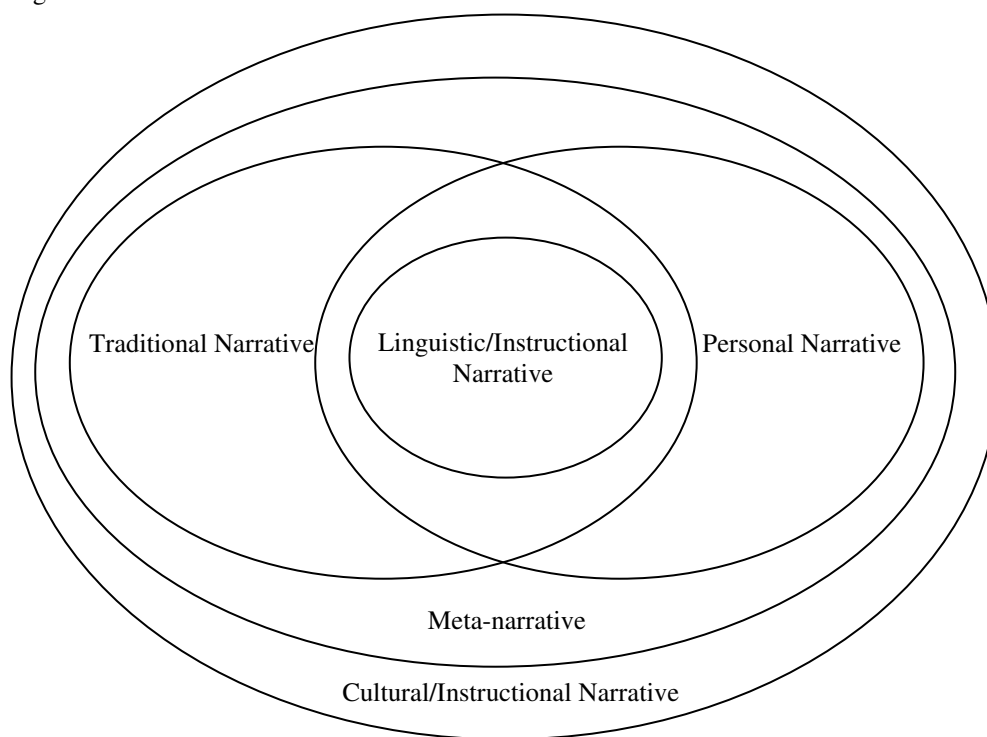 Traditional Narrative
Linguistic/Instructional
Narrative
Personal Narrative
Meta-narrative
Cultural/Instructional Narrative